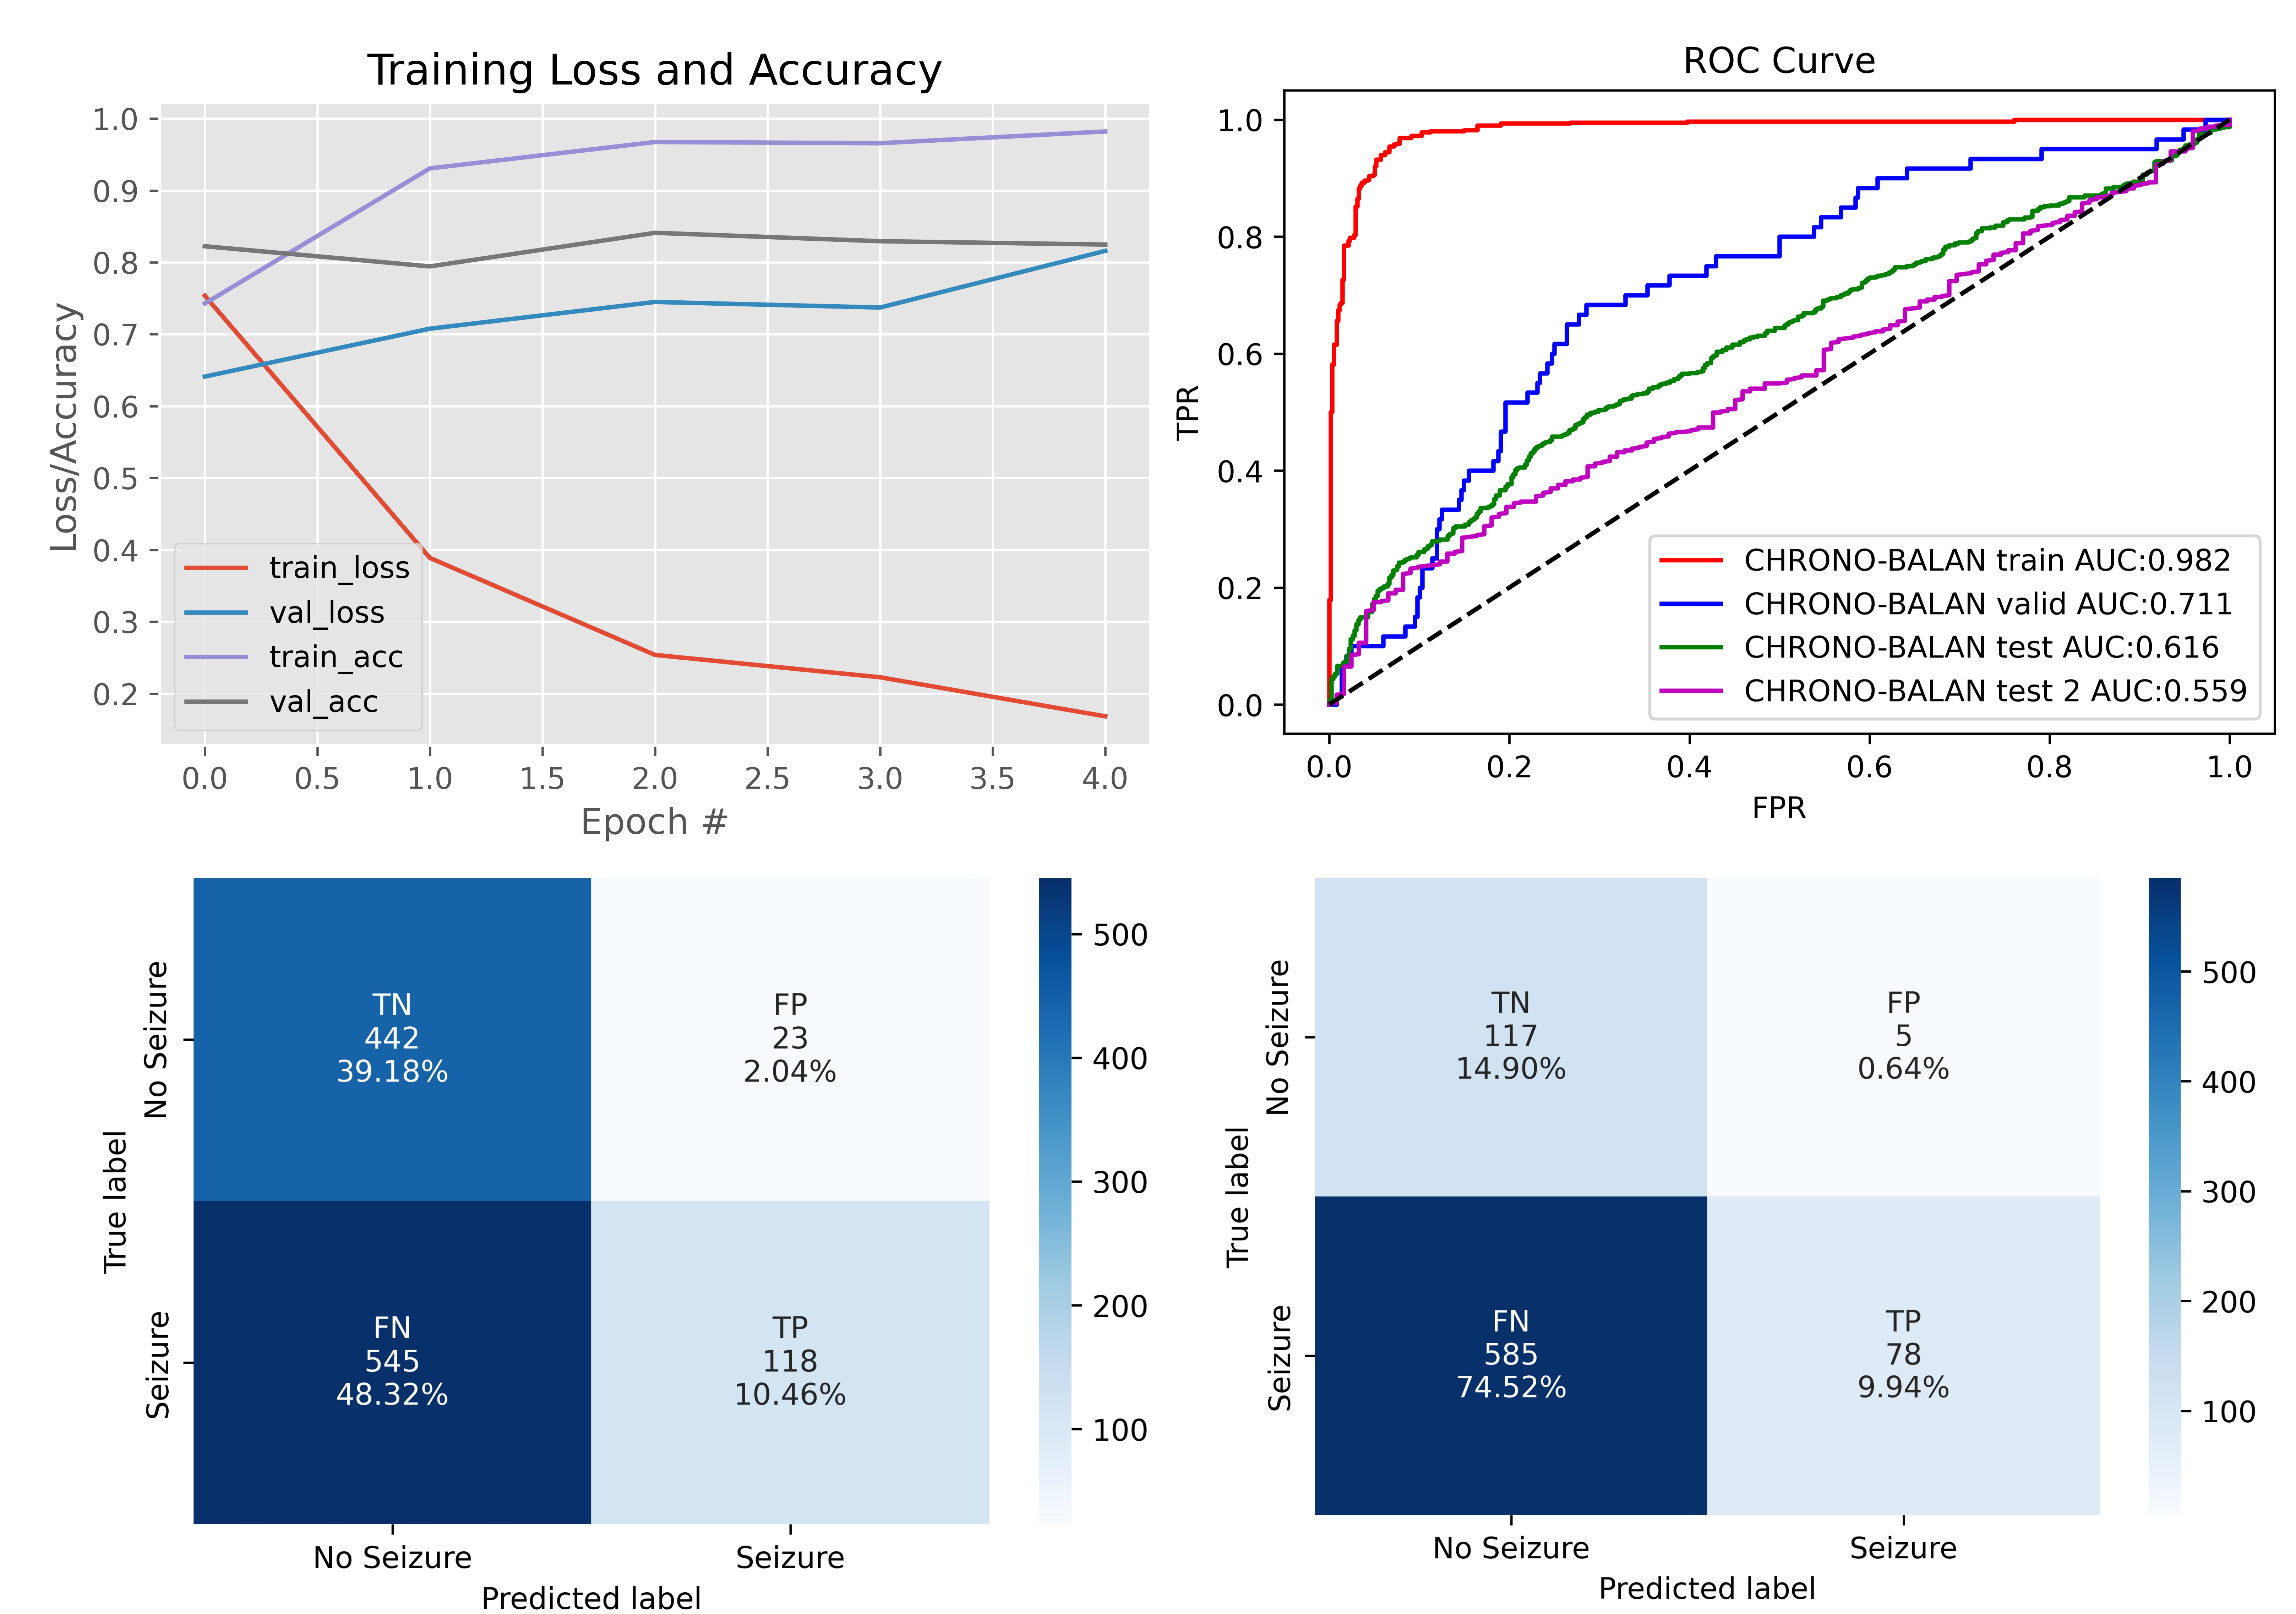 Training Loss and Accuracy
1.0
0.9
0.8
0.7
0.6
0.5
0.4
0.3
0.2
Loss/Accuracy
train_loss
val_loss
train_acc
val_acc
0.0 0.5 1.0 1.5 2.0 2.5 3.0 3.5 4.0
Epoch #
ROC Curve
1.0
0.8
0.6
0.4
0.2
0.0
TPR
CHRONO-BALAN train AUC:0.982
CHRONO-BALAN valid AUC:0.711
CHRONO-BALAN test AUC:0.616
CHRONO-BALAN test 2 AUC:0.559
0.0 0.2 0.4 0.6 0.8 1.0
FPR
True label
No Seizure
Seizure
TN
442
39.18%
FP
23
2.04%
FN
545
48.32%
TP
118
10.46%
No Seizure Seizure
Predicted label
500
400
300
200
100
True label
No Seizure
Seizure
TN
117
14.90%
FP
5
0.64%
FN
585
74.52%
TP
78
9.94%
No Seizure Seizure
Predicted label
500
400
300
200
100